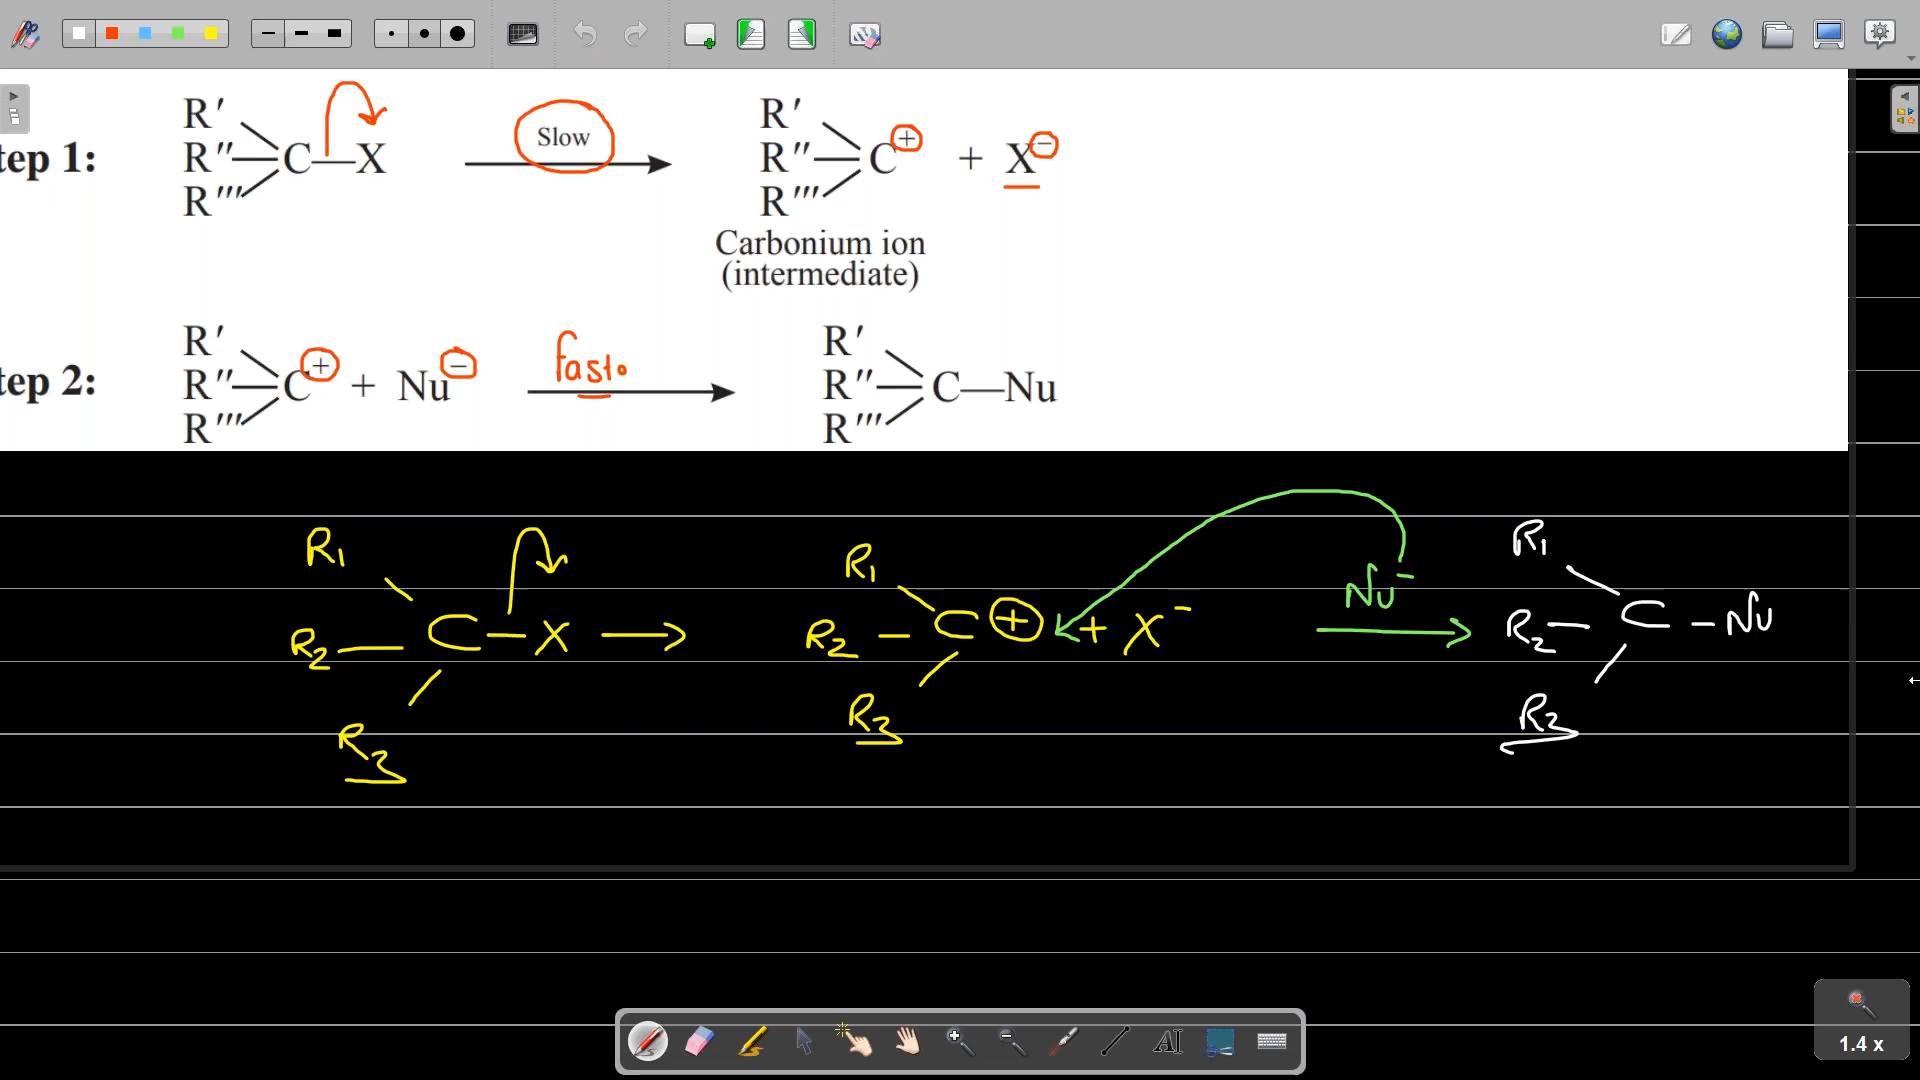 tep 1:
R′
R″ C—X
R‴
Slow
R′
R″ C+ + X−
R‴
Carbonium ion
(intermediate)
tep 2:
R′
R″ C+ + Nu−
R‴
fast.
R′
R″ C—Nu
R‴
R1
R2 — C — X →
R3
R1
R2 — C + + X−
R3
Nu−
R1
R2 — C — Nu
R3
AI
1.4 x